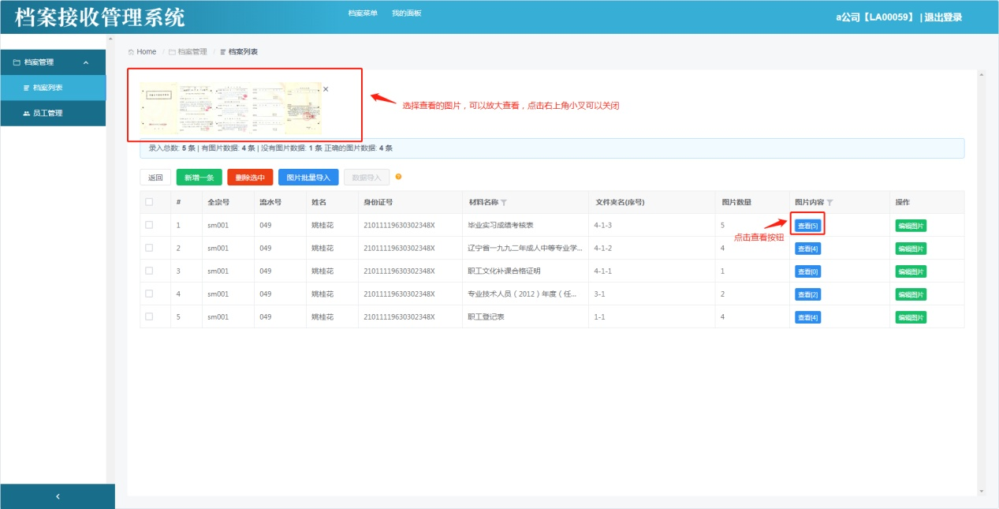 档案接收管理系统
档案菜单 我的面板
a公司【LA00059】 | 退出登录
档案管理
档案列表
员工管理
Home / 档案管理 / 档案列表
选择查看的图片，可以放大查看，点击右上角小叉可以关闭
录入总数: 5 条 | 有图片数据: 4 条 | 没有图片数据: 1 条 正确的图片数据: 4 条
返回 新增一条 删除选中 图片批量导入 数据导入
# 全宗号 流水号 姓名 身份证号 材料名称 文件夹名(序号) 图片数量 图片内容 操作
1 sm001 049 姚桂花 21011119630302348X 毕业实习成绩考核表 4-1-3 5 查看[5] 编辑图片
点击查看按钮
2 sm001 049 姚桂花 21011119630302348X 辽宁省一九九二年成人中等专业学... 4-1-2 4 查看[4] 编辑图片
3 sm001 049 姚桂花 21011119630302348X 职工文化补课合格证明 4-1-1 1 查看[0] 编辑图片
4 sm001 049 姚桂花 21011119630302348X 专业技术人员（2012）年度（任... 3-1 2 查看[2] 编辑图片
5 sm001 049 姚桂花 21011119630302348X 职工登记表 1-1 4 查看[4] 编辑图片